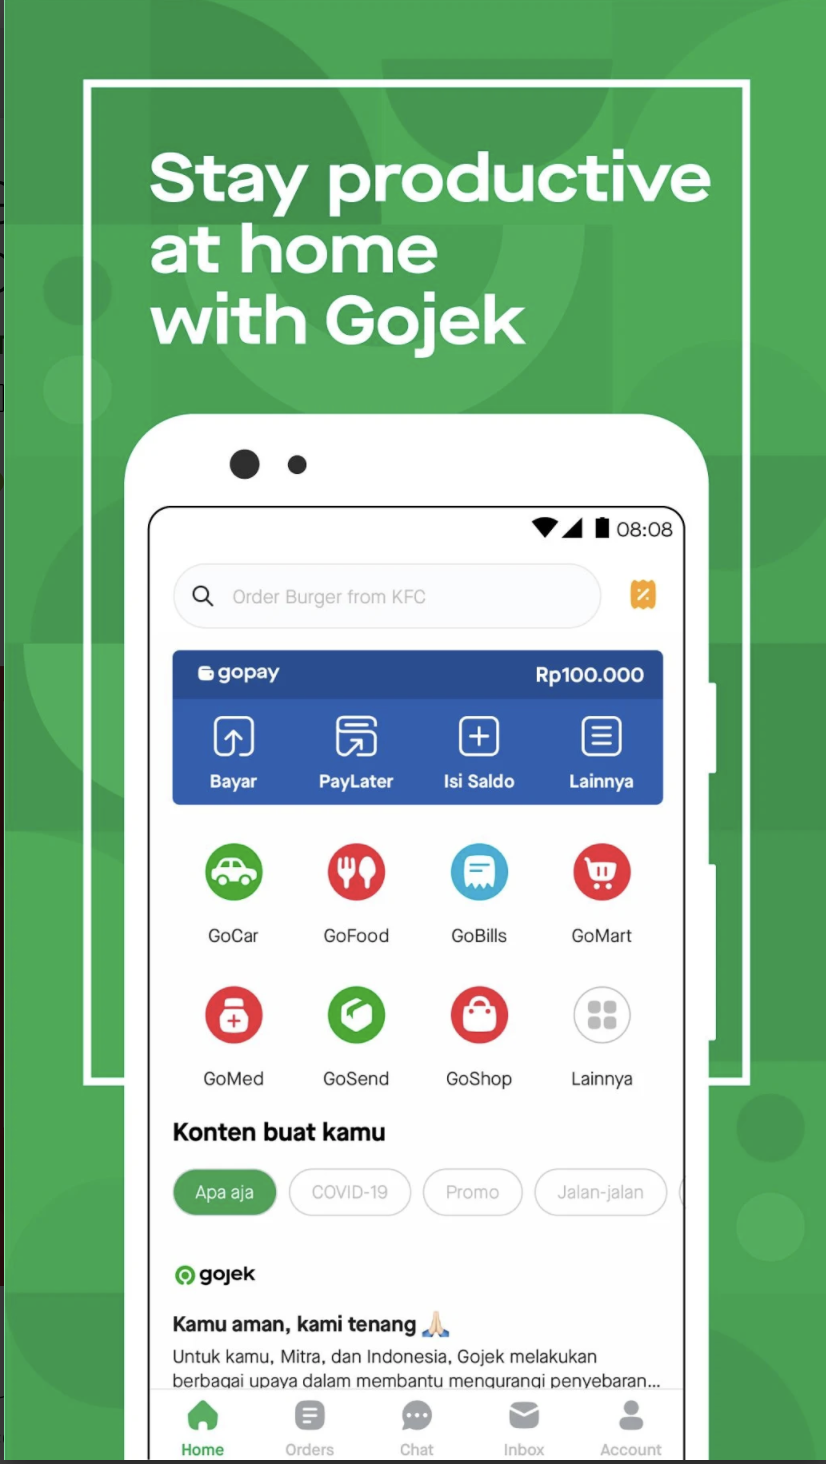 Stay productive
at home
with Gojek
08:08
Order Burger from KFC
gopay Rp100.000
Bayar PayLater Isi Saldo Lainnya
GoCar GoFood GoBills GoMart
GoMed GoSend GoShop Lainnya
Konten buat kamu
Apa aja COVID-19 Promo Jalan-jalan
gojek
Kamu aman, kami tenang 🙏🏻
Untuk kamu, Mitra, dan Indonesia, Gojek melakukan
berbagai upaya dalam membantu mengurangi penyebaran...
Home Orders Chat Inbox Account